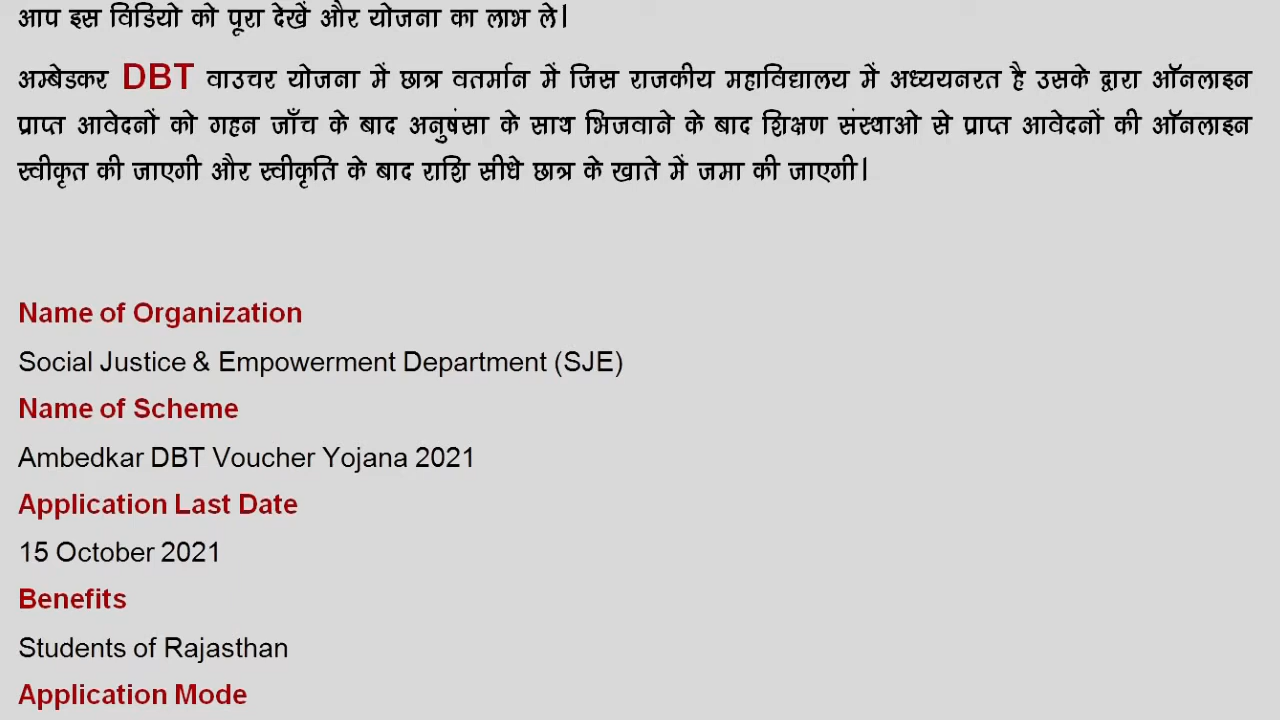 आप इस विडियो को पूरा देखें और योजना का लाभ ले।
अम्बेडकर DBT वाउचर योजना में छात्र वतर्मान में जिस राजकीय महाविद्यालय में अध्ययनरत है उसके द्वारा ऑनलाइन
प्राप्त आवेदनों को गहन जाँच के बाद अनुषंसा के साथ भिजवाने के बाद शिक्षण संस्थाओ से प्राप्त आवेदनों की ऑनलाइन
स्वीकृत की जाएगी और स्वीकृति के बाद राशि सीधे छात्र के खाते में जमा की जाएगी।
Name of Organization
Social Justice & Empowerment Department (SJE)
Name of Scheme
Ambedkar DBT Voucher Yojana 2021
Application Last Date
15 October 2021
Benefits
Students of Rajasthan
Application Mode